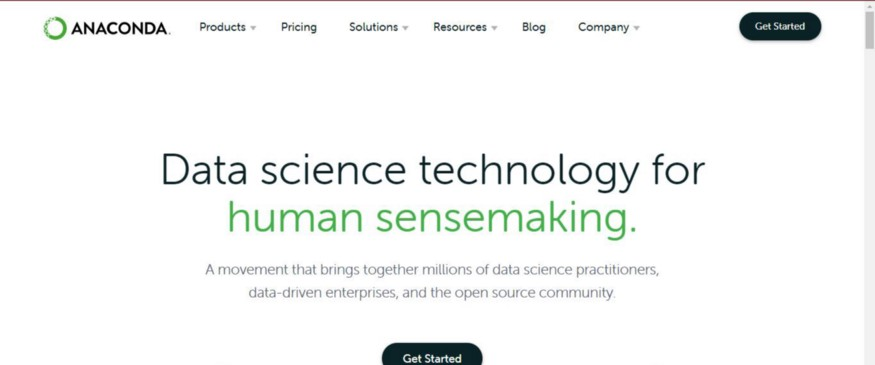 ANACONDA.
Products
Pricing
Solutions
Resources
Blog
Company
Get Started
Data science technology for
human sensemaking.
A movement that brings together millions of data science practitioners,
data-driven enterprises, and the open source community.
Get Started